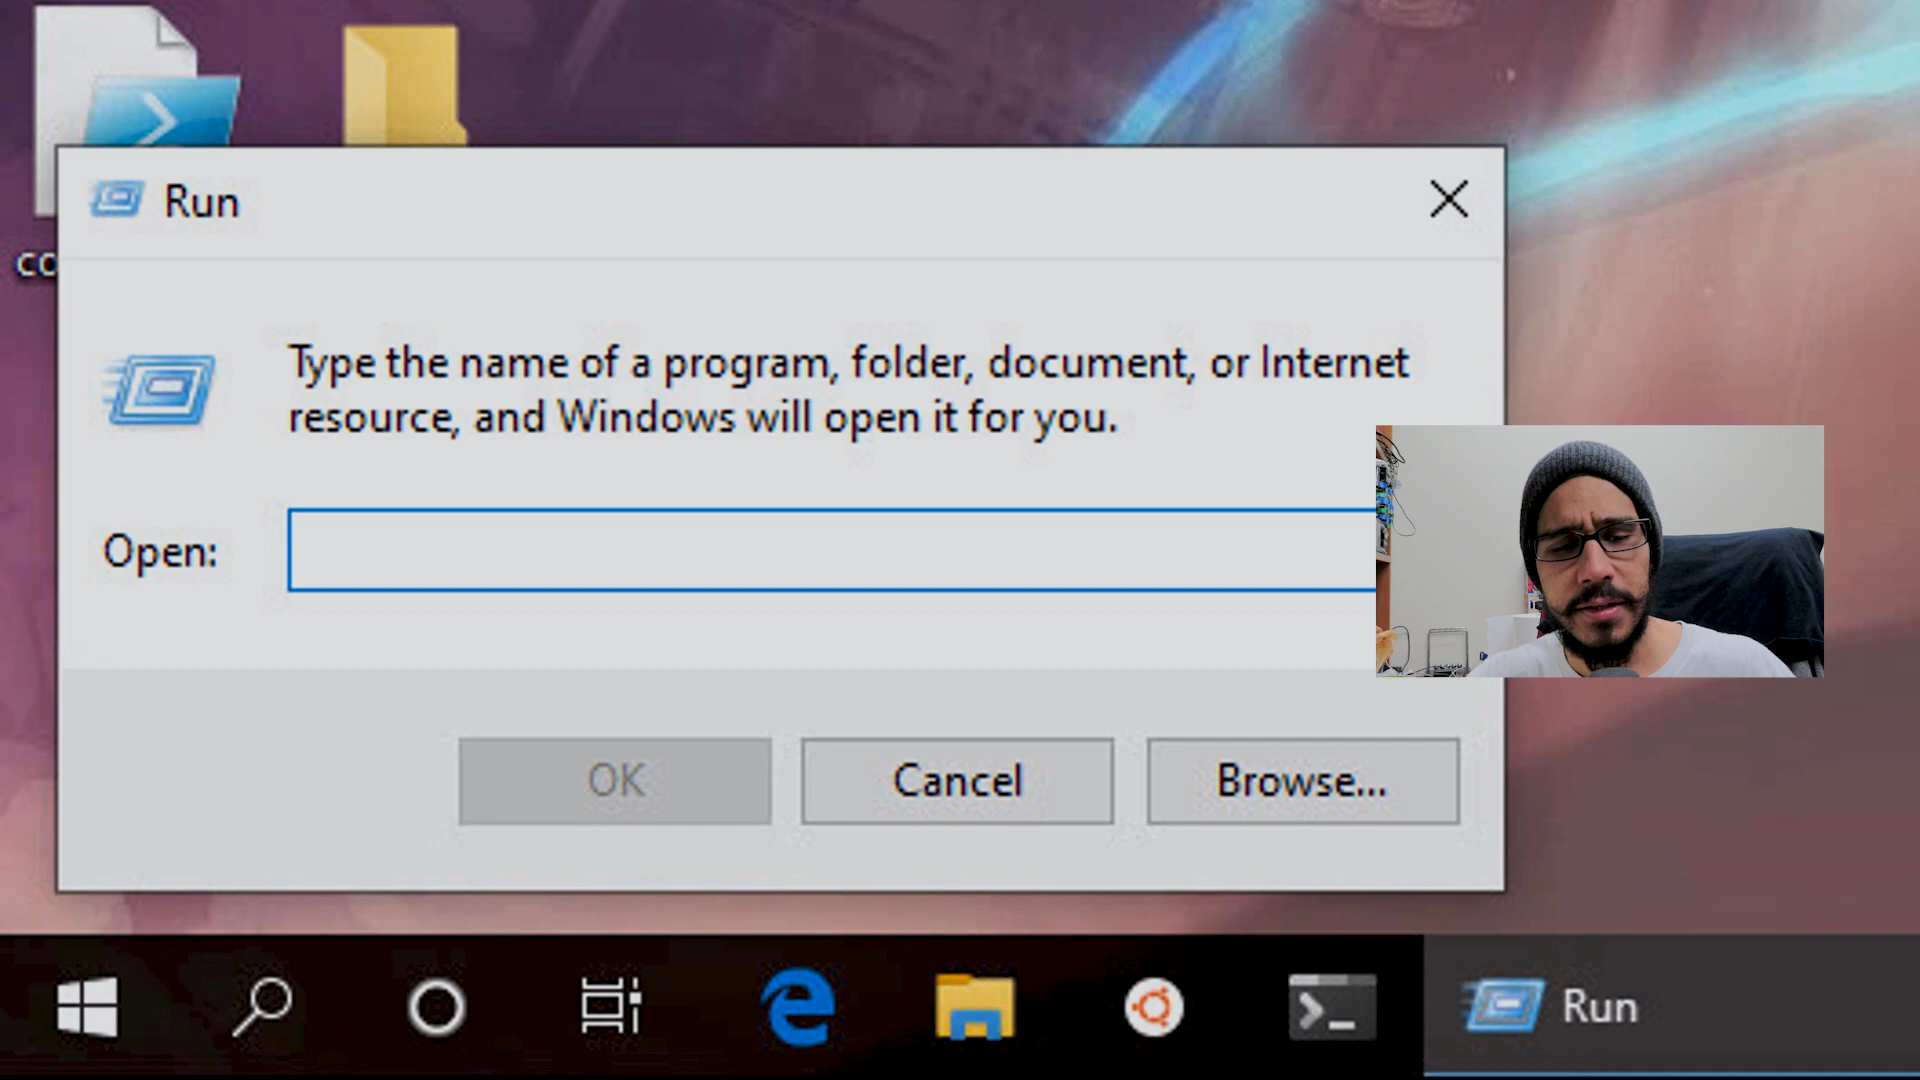 Run
co
Type the name of a program, folder, document, or Internet
resource, and Windows will open it for you.
Open:
OK
Cancel
Browse...
Run